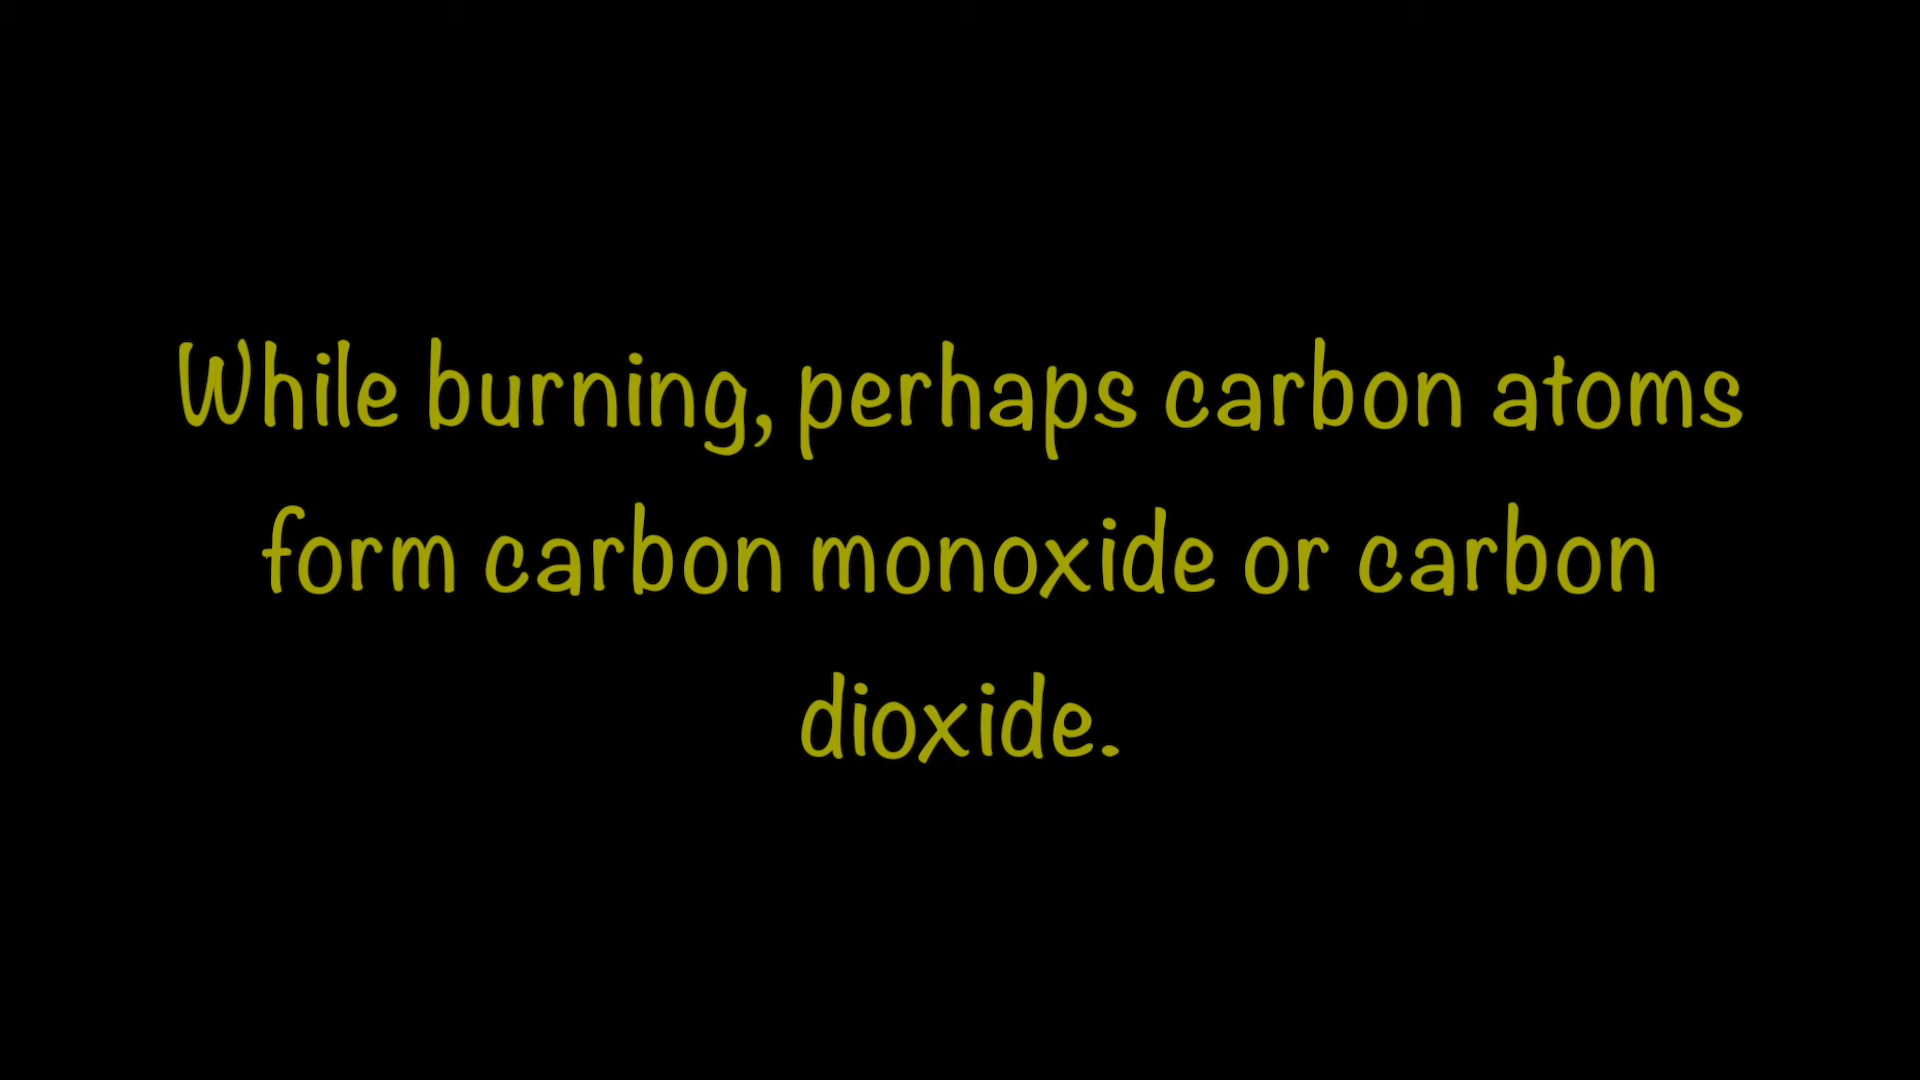 While burning, perhaps carbon atoms
form carbon monoxide or carbon
dioxide.